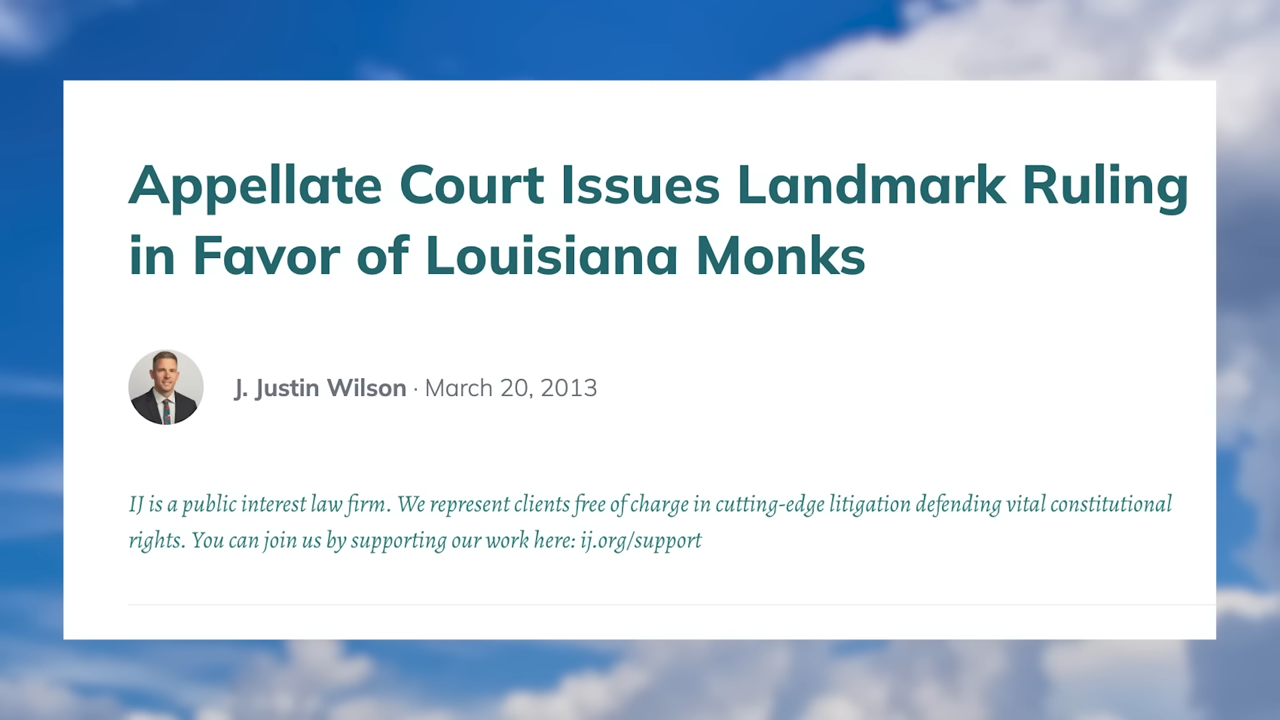 Appellate Court Issues Landmark Ruling
in Favor of Louisiana Monks
J. Justin Wilson · March 20, 2013
IJ is a public interest law firm. We represent clients free of charge in cutting-edge litigation defending vital constitutional
rights. You can join us by supporting our work here: ij.org/support